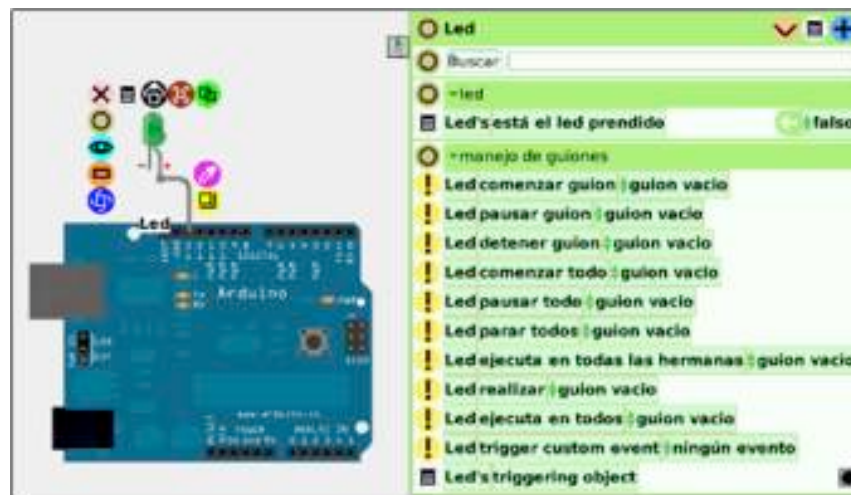 Led
Buscar
led
Led's está el led prendido falso
manejo de guiones
Led comenzar guion guion vacio
Led pausar guion guion vacio
Led detener guion guion vacio
Led comenzar todo guion vacio
Led pausar todo guion vacio
Led parar todos guion vacio
Led ejecuta en todas las hermanas guion vacio
Led realizar guion vacio
Led ejecuta en todos guion vacio
Led trigger custom event ningún evento
Led's triggering object
Led
DIGITAL
Arduino
ANALOG IN